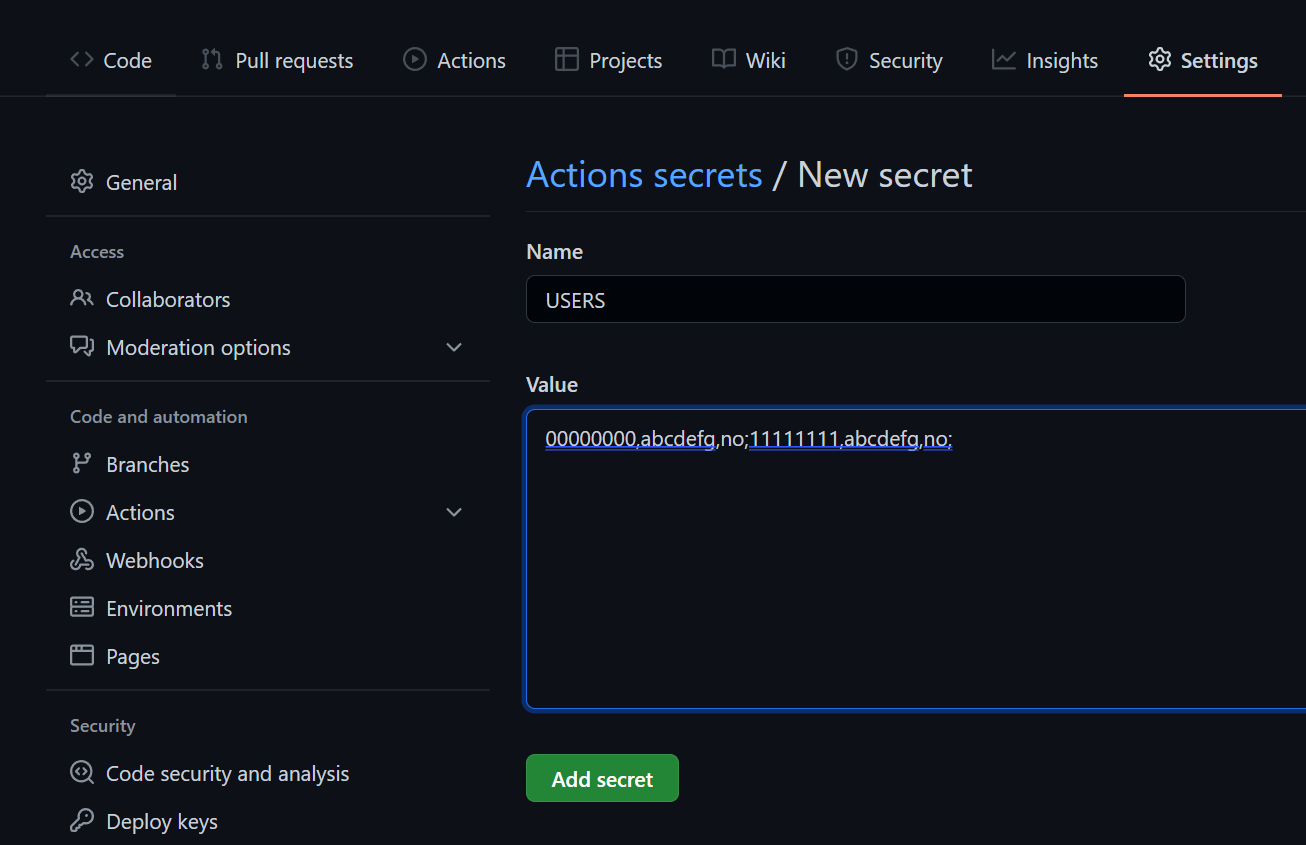 Code Pull requests Actions Projects Wiki Security Insights Settings
General
Access
Collaborators
Moderation options
Code and automation
Branches
Actions
Webhooks
Environments
Pages
Security
Code security and analysis
Deploy keys
Actions secrets / New secret
Name
USERS
Value
00000000,abcdefg,no;11111111,abcdefg,no;
Add secret